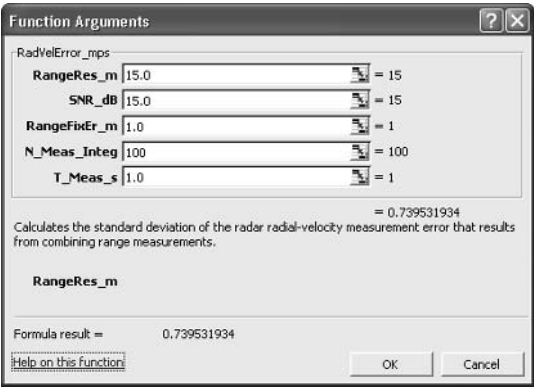 Function Arguments
RadVelError_mps
RangeRes_m 15.0 = 15
SNR_dB 15.0 = 15
RangeFixEr_m 1.0 = 1
N_Meas_Integ 100 = 100
T_Meas_s 1.0 = 1
= 0.739531934
Calculates the standard deviation of the radar radial-velocity measurement error that results
from combining range measurements.
RangeRes_m
Formula result = 0.739531934
Help on this function OK Cancel